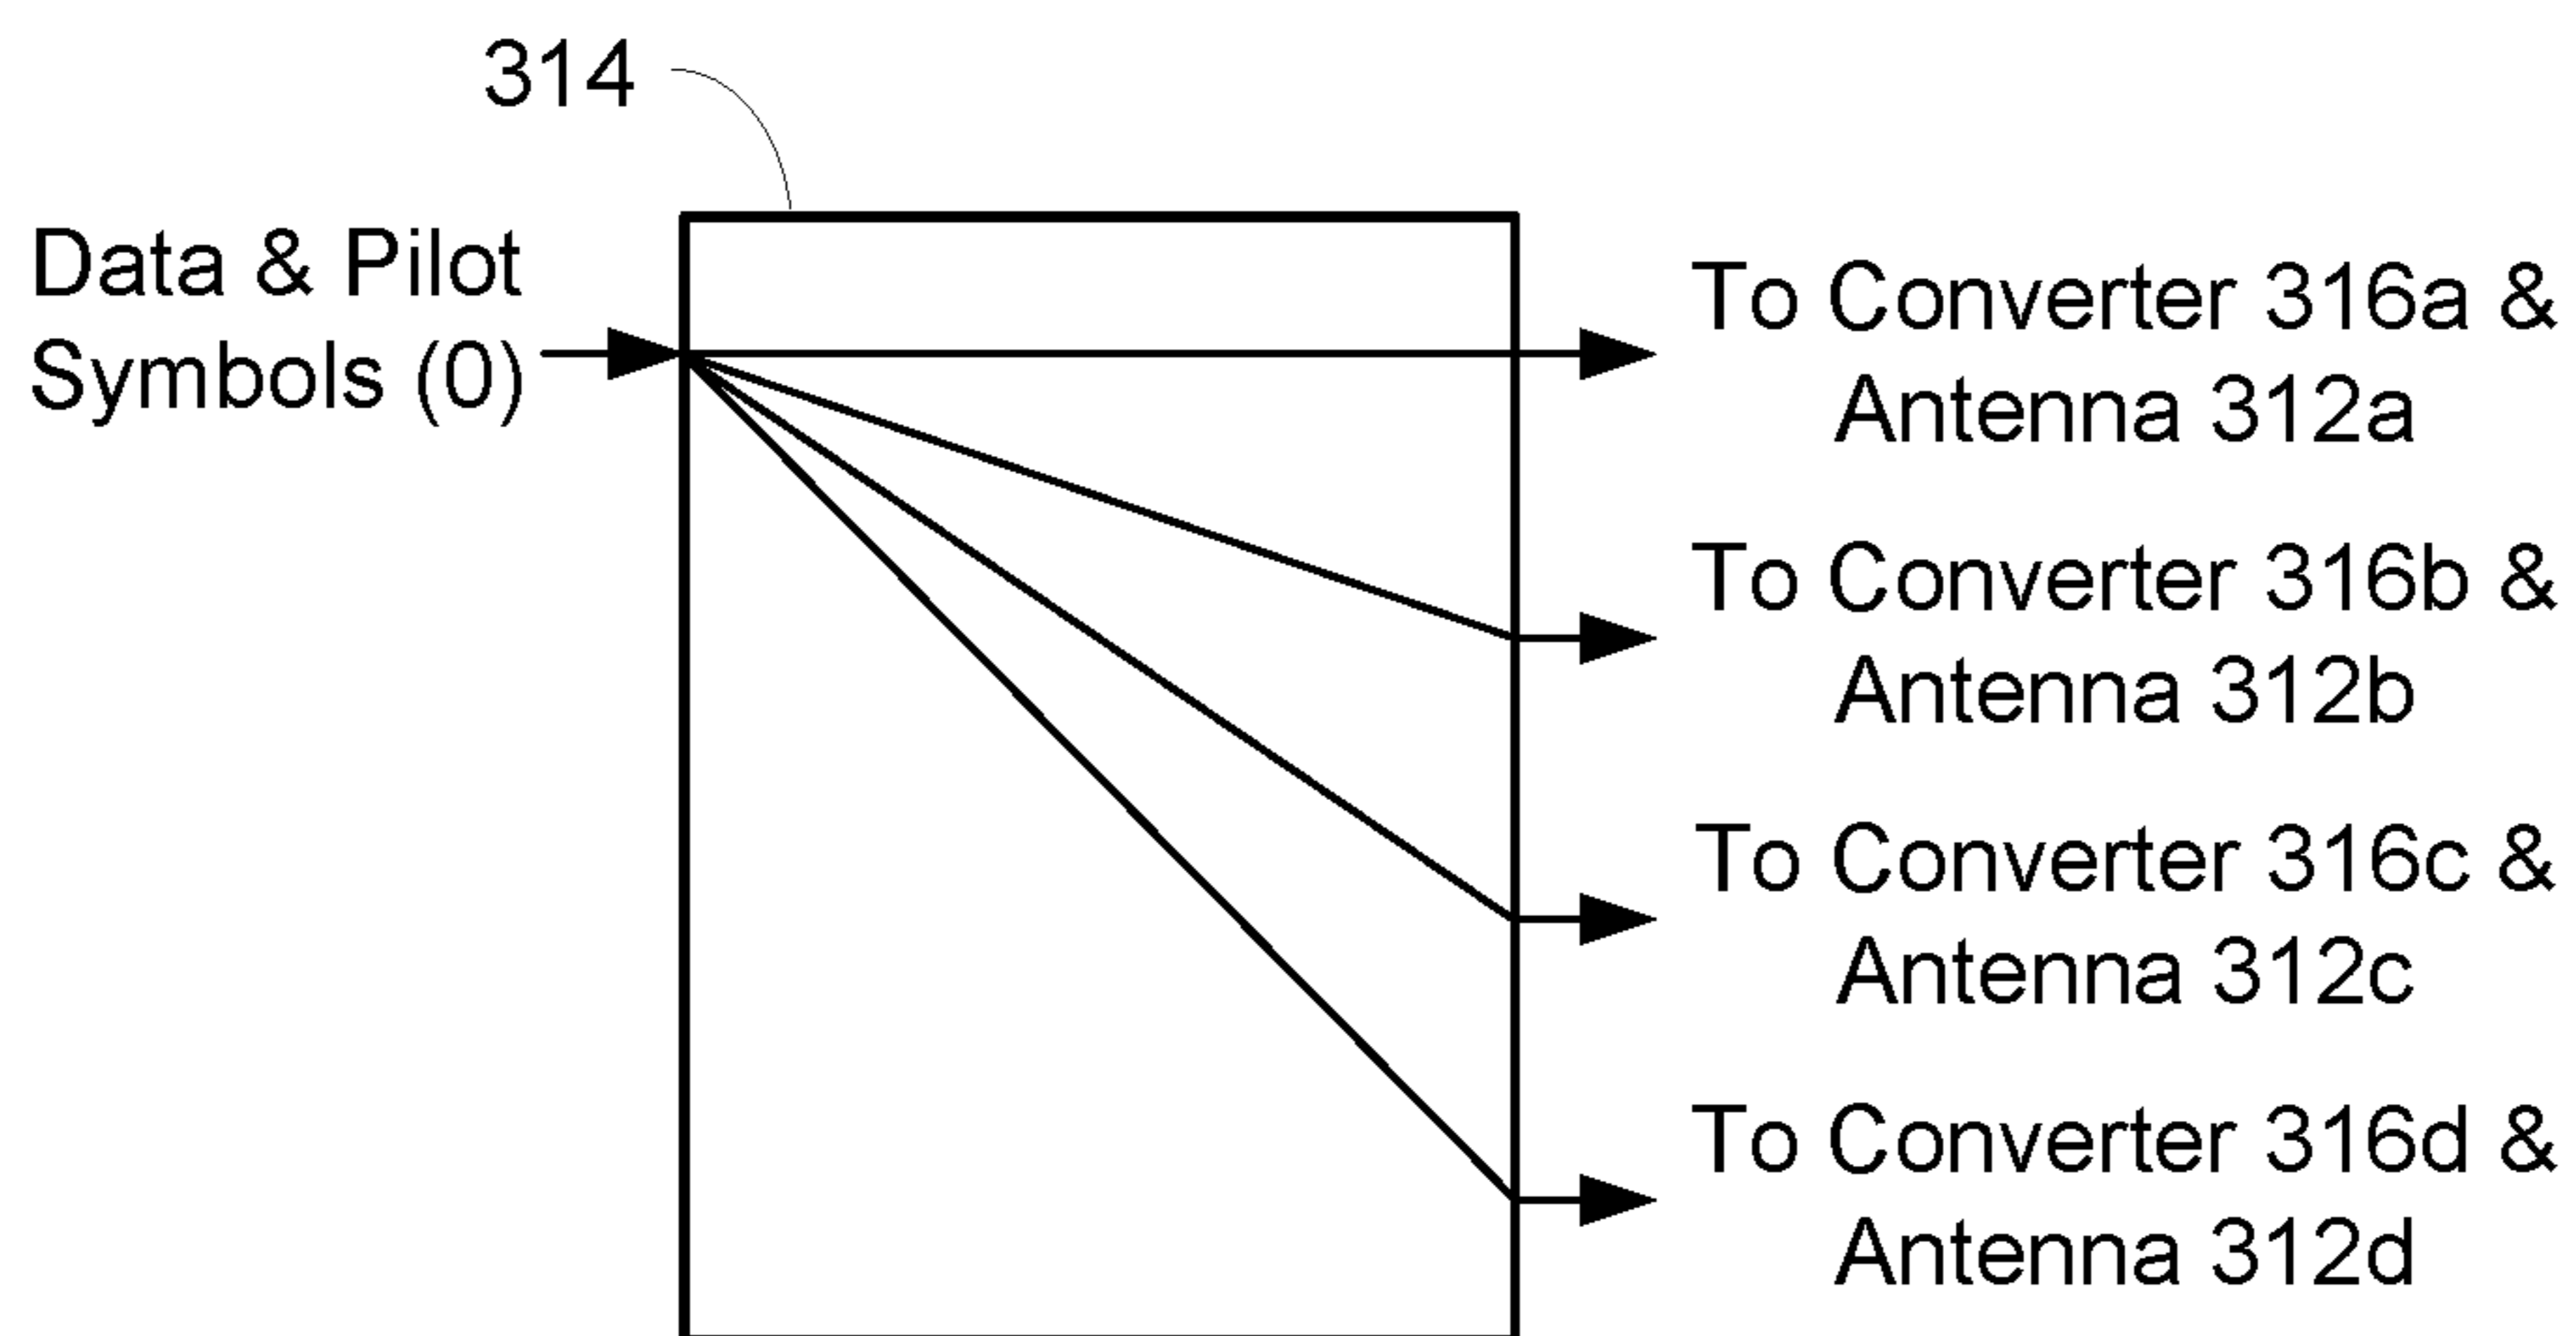 314
Data & Pilot
Symbols (0)
To Converter 316a &
Antenna 312a
To Converter 316b &
Antenna 312b
To Converter 316c &
Antenna 312c
To Converter 316d &
Antenna 312d